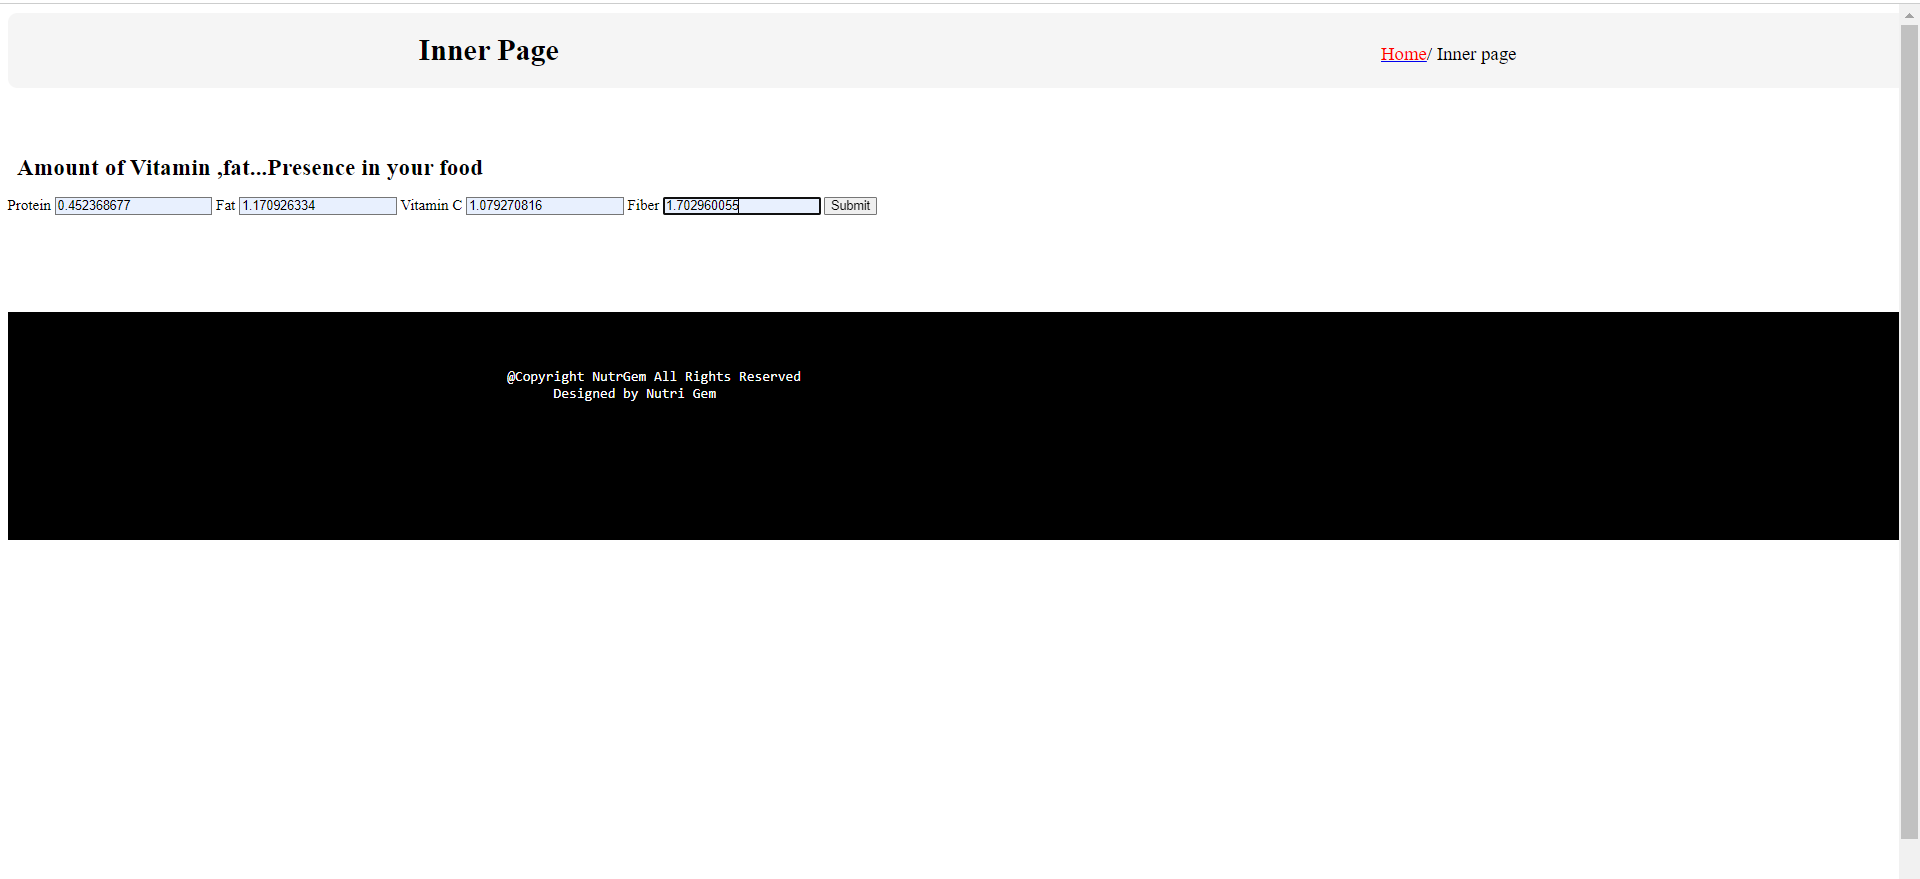 Inner Page
Home/ Inner page
Amount of Vitamin ,fat...Presence in your food
Protein 0.452368677 Fat 1.170926334 Vitamin C 1.079270816 Fiber 1.702960055 Submit
@Copyright NutrGem All Rights Reserved
Designed by Nutri Gem